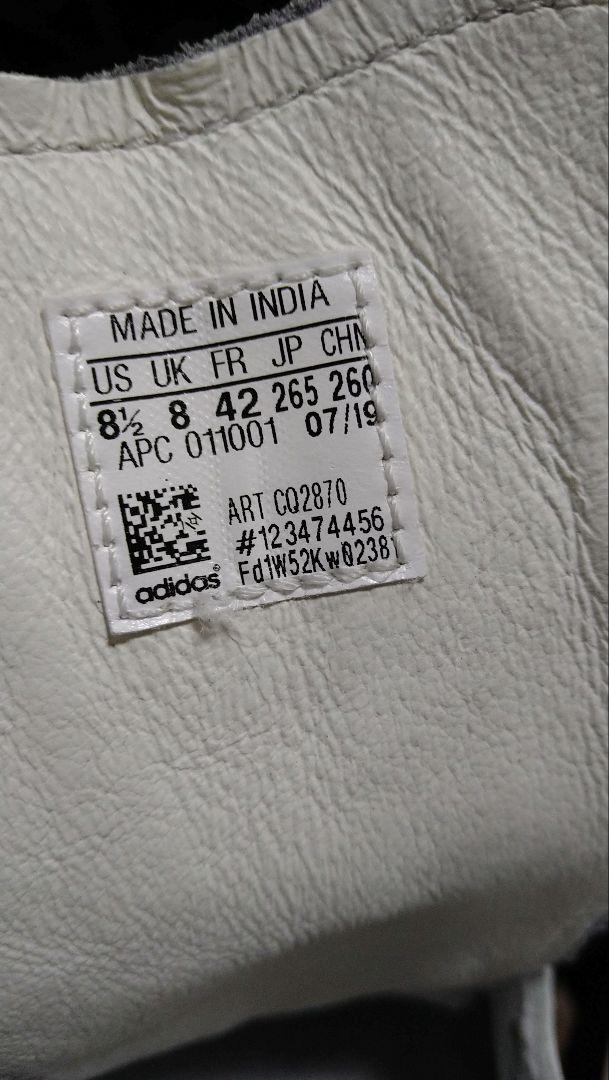 MADE IN INDIA
US UK FR JP CHN
8½ 8 42 265 260
APC 011001 07/19
ART CQ2870
#123474456
Fd1W52Kw02381
adidas®